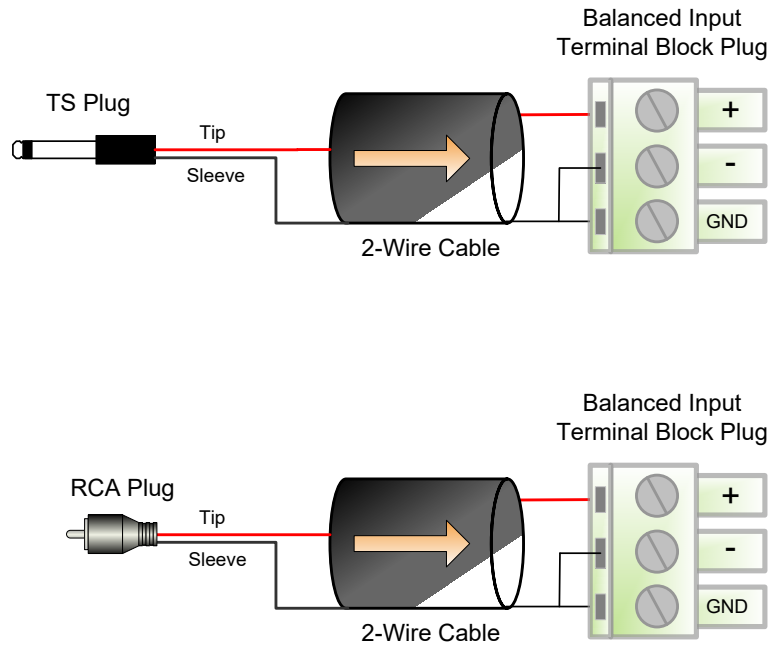 Balanced Input
Terminal Block Plug
TS Plug
Tip
Sleeve
+
-
GND
2-Wire Cable
Balanced Input
Terminal Block Plug
RCA Plug
Tip
Sleeve
+
-
GND
2-Wire Cable